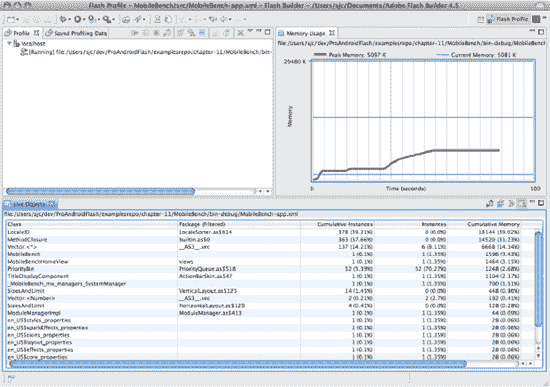 Flash Profile - MobileBench/src/MobileBench-app.xml - Flash Builder - /Users/sjc/Documents/Adobe Flash Builder 4.5
Flash Profile
Profile
Saved Profiling Data
localhost
[Running] file:/Users/sjc/dev/ProAndroidFlash/examplesrepo/chapter-11/MobileBench/bin-
Memory Usage
file:/Users/sjc/dev/ProAndroidFlash/examplesrepo/chapter-11/MobileBench/bin-debug/MobileBen
Peak Memory: 5097 K
Current Memory: 5081 K
20480 K
Memory
0
Time (seconds)
100
Live Objects
file:/Users/sjc/dev/ProAndroidFlash/examplesrepo/chapter-11/MobileBench/bin-debug/MobileBench-app.xml
Class Package (Filtered) Cumulative Instances Instances Cumulative Memory
LocaleID LocaleSorter.as$614 378 (39.21%) 0 (0.0%) 18144 (39.02%)
MethodClosure builtin.as$0 363 (37.66%) 0 (0.0%) 14520 (31.23%)
Vector.<*> __AS3__.vec 137 (14.21%) 6 (8.11%) 6668 (14.34%)
MobileBench 1 (0.1%) 1 (1.35%) 1596 (3.43%)
MobileBenchHomeView views 1 (0.1%) 1 (1.35%) 1464 (3.15%)
PriorityBin PriorityQueue.as$518 52 (5.39%) 52 (70.27%) 1248 (2.68%)
TitleDisplayComponent ActionBarSkin.as$47 1 (0.1%) 1 (1.35%) 1104 (2.37%)
_MobileBench_mx_managers_SystemManager 1 (0.1%) 1 (1.35%) 700 (1.51%)
SizesAndLimit VerticalLayout.as$125 14 (1.45%) 0 (0.0%) 448 (0.96%)
Vector.<Number> __AS3__.vec 2 (0.21%) 2 (2.7%) 192 (0.41%)
SizesAndLimit HorizontalLayout.as$129 4 (0.41%) 0 (0.0%) 128 (0.28%)
ModuleManagerImpl ModuleManager.as$413 1 (0.1%) 1 (1.35%) 44 (0.09%)
en_US$styles_properties 1 (0.1%) 1 (1.35%) 28 (0.06%)
en_US$sparkEffects_properties 1 (0.1%) 1 (1.35%) 28 (0.06%)
en_US$skins_properties 1 (0.1%) 1 (1.35%) 28 (0.06%)
en_US$layout_properties 1 (0.1%) 1 (1.35%) 28 (0.06%)
en_US$effects_properties 1 (0.1%) 1 (1.35%) 28 (0.06%)
en_US$core_properties 1 (0.1%) 1 (1.35%) 28 (0.06%)